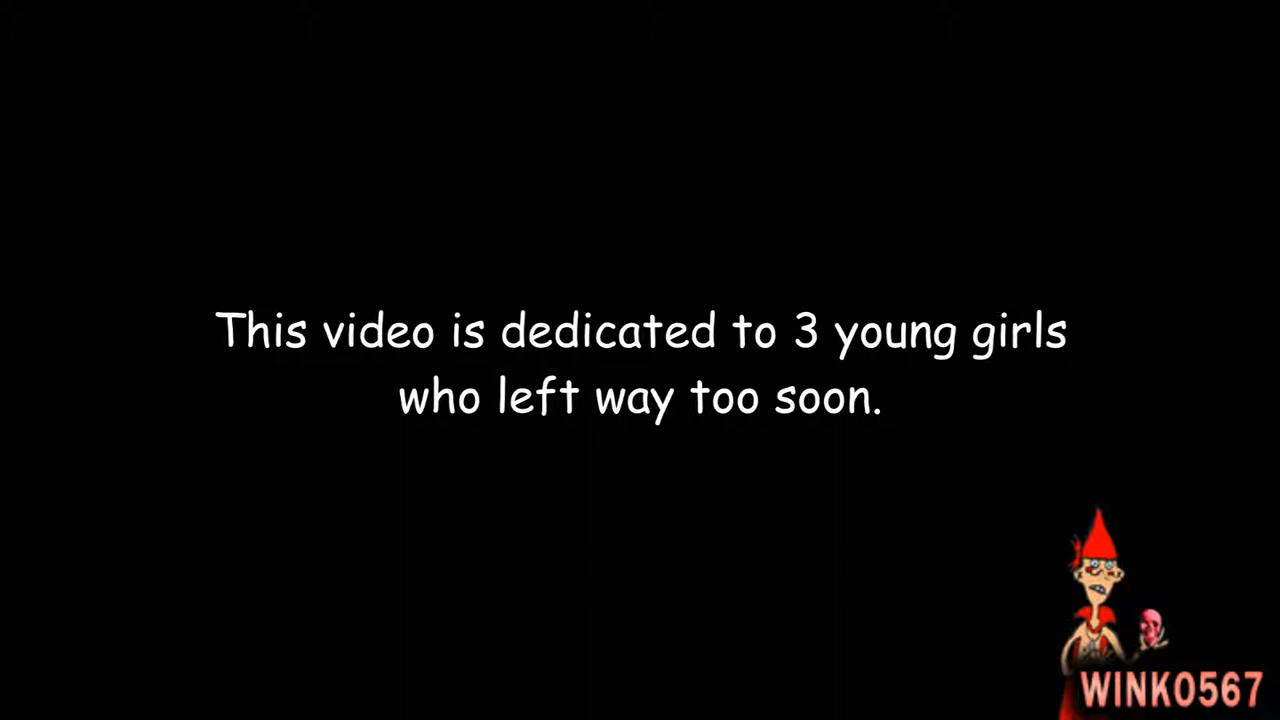 This video is dedicated to 3 young girls
who left way too soon.
WINKO567